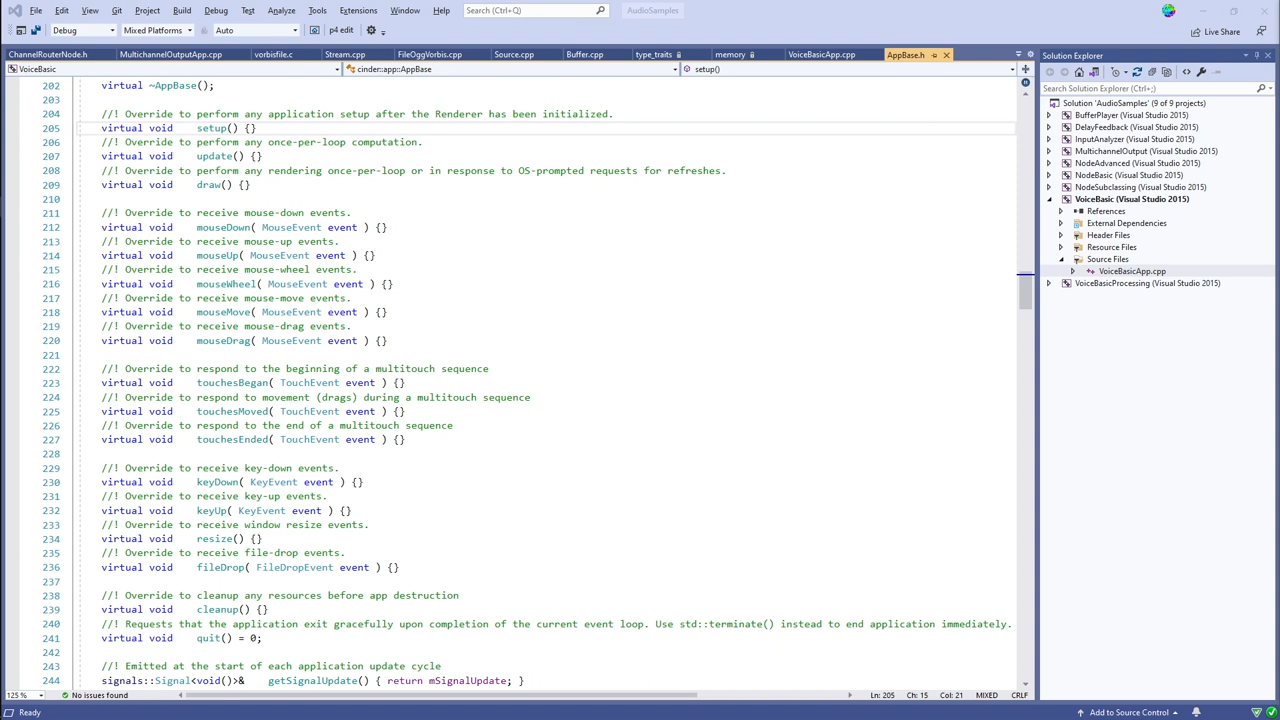 File Edit View Git Project Build Debug Test Analyze Tools Extensions Window Help Search (Ctrl+Q) AudioSamples
Debug Mixed Platforms Auto p4 edit Live Share
ChannelRouterNode.h MultichannelOutputApp.cpp vorbisfile.c Stream.cpp FileOggVorbis.cpp Source.cpp Buffer.cpp type_traits memory VoiceBasicApp.cpp AppBase.h
VoiceBasic cinder::app::AppBase setup()
202 virtual ~AppBase();
203
204 //! Override to perform any application setup after the Renderer has been initialized.
205 virtual void setup() {}
206 //! Override to perform any once-per-loop computation.
207 virtual void update() {}
208 //! Override to perform any rendering once-per-loop or in response to OS-prompted requests for refreshes.
209 virtual void draw() {}
210
211 //! Override to receive mouse-down events.
212 virtual void mouseDown( MouseEvent event ) {}
213 //! Override to receive mouse-up events.
214 virtual void mouseUp( MouseEvent event ) {}
215 //! Override to receive mouse-wheel events.
216 virtual void mouseWheel( MouseEvent event ) {}
217 //! Override to receive mouse-move events.
218 virtual void mouseMove( MouseEvent event ) {}
219 //! Override to receive mouse-drag events.
220 virtual void mouseDrag( MouseEvent event ) {}
221
222 //! Override to respond to the beginning of a multitouch sequence
223 virtual void touchesBegan( TouchEvent event ) {}
224 //! Override to respond to movement (drags) during a multitouch sequence
225 virtual void touchesMoved( TouchEvent event ) {}
226 //! Override to respond to the end of a multitouch sequence
227 virtual void touchesEnded( TouchEvent event ) {}
228
229 //! Override to receive key-down events.
230 virtual void keyDown( KeyEvent event ) {}
231 //! Override to receive key-up events.
232 virtual void keyUp( KeyEvent event ) {}
233 //! Override to receive window resize events.
234 virtual void resize() {}
235 //! Override to receive file-drop events.
236 virtual void fileDrop( FileDropEvent event ) {}
237
238 //! Override to cleanup any resources before app destruction
239 virtual void cleanup() {}
240 //! Requests that the application exit gracefully upon completion of the current event loop. Use std::terminate() instead to end application immediately.
241 virtual void quit() = 0;
242
243 //! Emitted at the start of each application update cycle
244 signals::Signal<void()>& getSignalUpdate() { return mSignalUpdate; }
125 % No issues found Ln: 205 Ch: 15 Col: 21 MIXED CRLF
Solution Explorer
Search Solution Explorer (Ctrl+;)
Solution 'AudioSamples' (9 of 9 projects)
BufferPlayer (Visual Studio 2015)
DelayFeedback (Visual Studio 2015)
InputAnalyzer (Visual Studio 2015)
MultichannelOutput (Visual Studio 2015)
NodeAdvanced (Visual Studio 2015)
NodeBasic (Visual Studio 2015)
NodeSubclassing (Visual Studio 2015)
VoiceBasic (Visual Studio 2015)
References
External Dependencies
Header Files
Resource Files
Source Files
VoiceBasicApp.cpp
VoiceBasicProcessing (Visual Studio 2015)
Ready Add to Source Control